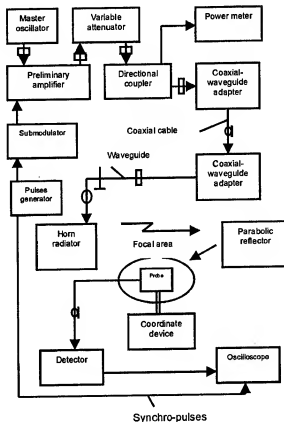 Master
oscillator
Variable
attenuator
Power meter
Preliminary
amplifier
Directional
coupler
Coaxial-
waveguide
adapter
Submodulator
Coaxial cable
Waveguide
Coaxial-
waveguide
adapter
Pulses
generator
Horn
radiator
Focal area
Parabolic
reflector
Probe
Coordinate
device
Detector
Oscilloscope
Synchro-pulses